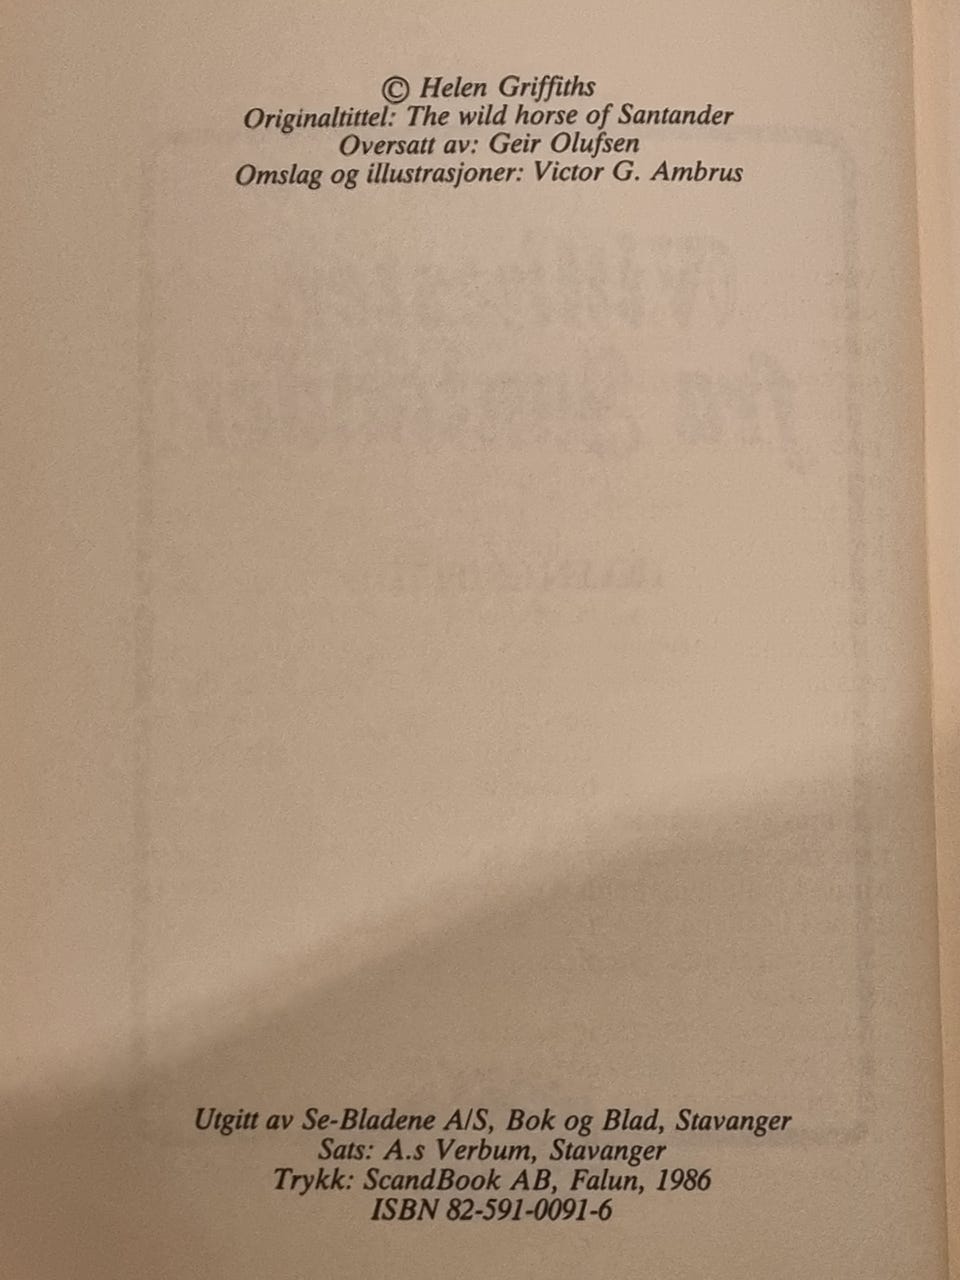 © Helen Griffiths
Originaltittel: The wild horse of Santander
Oversatt av: Geir Olufsen
Omslag og illustrasjoner: Victor G. Ambrus
Utgitt av Se-Bladene A/S, Bok og Blad, Stavanger
Sats: A.s Verbum, Stavanger
Trykk: ScandBook AB, Falun, 1986
ISBN 82-591-0091-6